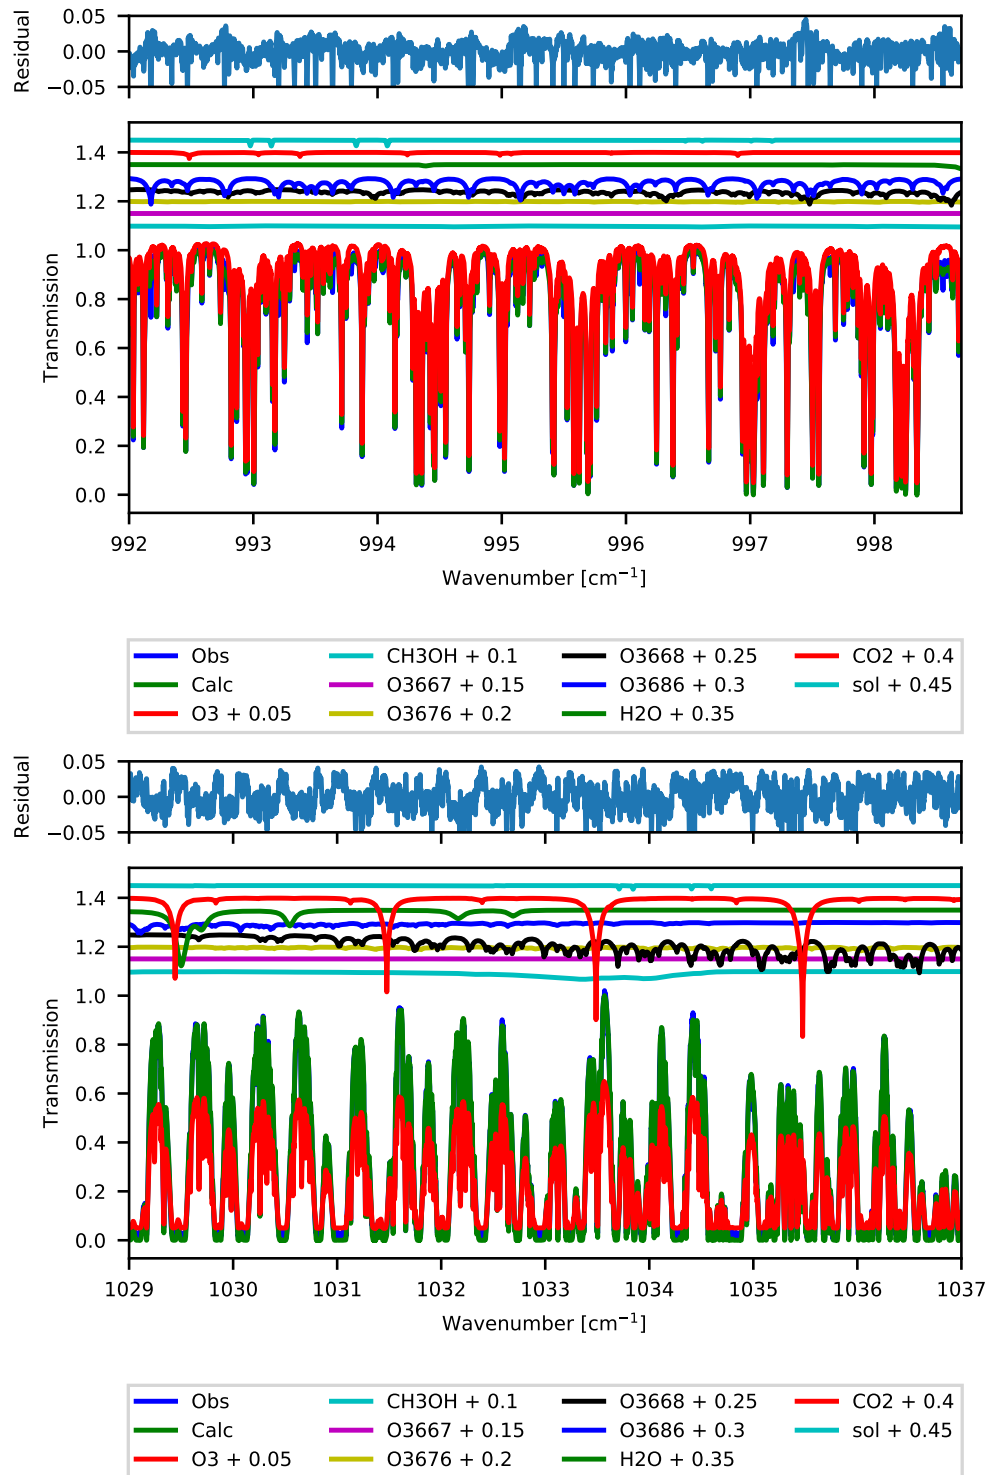 Residual
0.05
0.00
−0.05
Transmission
1.4
1.2
1.0
0.8
0.6
0.4
0.2
0.0
992 993 994 995 996 997 998
Wavenumber [cm⁻¹]
Obs CH3OH + 0.1 O3668 + 0.25 CO2 + 0.4
Calc O3667 + 0.15 O3686 + 0.3 sol + 0.45
O3 + 0.05 O3676 + 0.2 H2O + 0.35
Residual
0.05
0.00
−0.05
Transmission
1.4
1.2
1.0
0.8
0.6
0.4
0.2
0.0
1029 1030 1031 1032 1033 1034 1035 1036 1037
Wavenumber [cm⁻¹]
Obs CH3OH + 0.1 O3668 + 0.25 CO2 + 0.4
Calc O3667 + 0.15 O3686 + 0.3 sol + 0.45
O3 + 0.05 O3676 + 0.2 H2O + 0.35